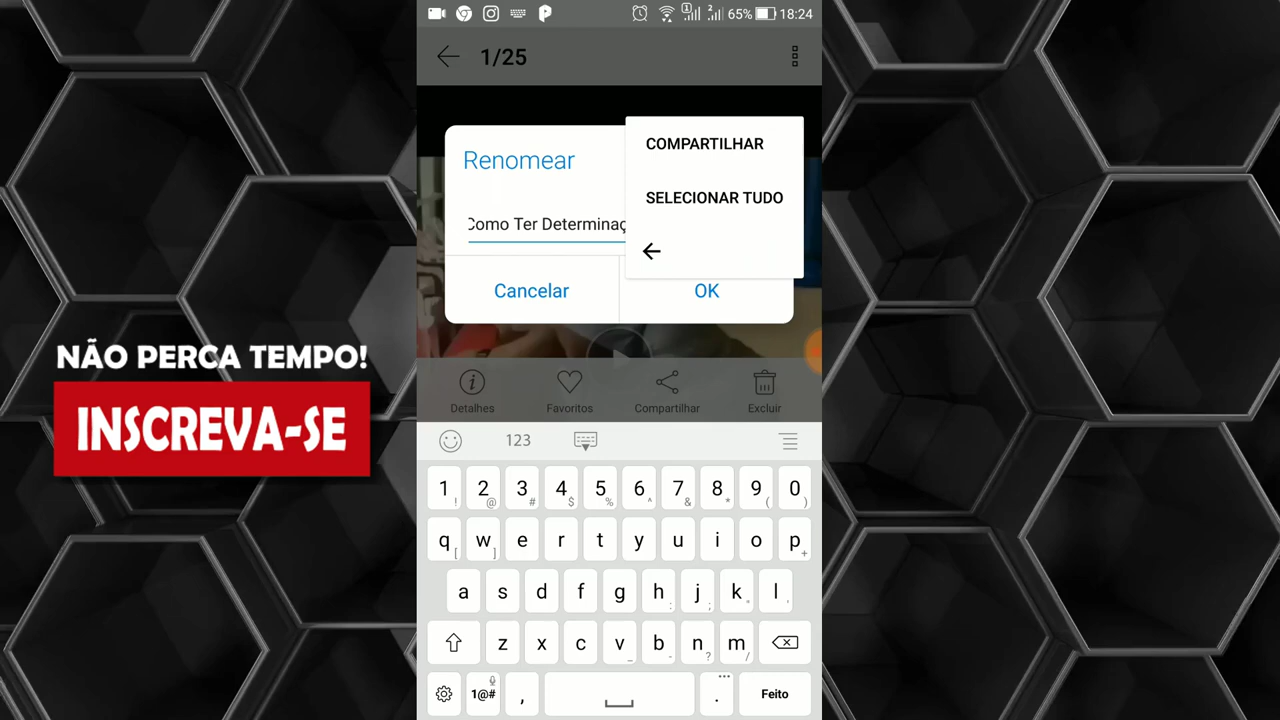 65% 18:24
1/25
COMPARTILHAR
Renomear
SELECIONAR TUDO
Como Ter Determinaç
Cancelar
OK
NÃO PERCA TEMPO!
INSCREVA-SE
Detalhes Favoritos Compartilhar Excluir
123
1 2 3 4 5 6 7 8 9 0
! @ # $ % ^ & * ( )
q w e r t y u i o p
[ ] +
a s d f g h j k l
z x c v b n m
_ - ? /
1@# , . Feito